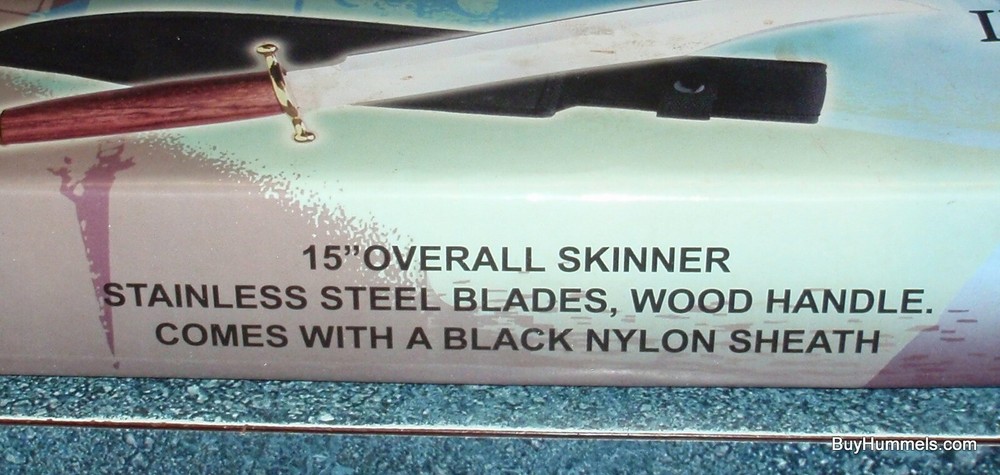 15”OVERALL SKINNER
STAINLESS STEEL BLADES, WOOD HANDLE.
COMES WITH A BLACK NYLON SHEATH
BuyHummels.com